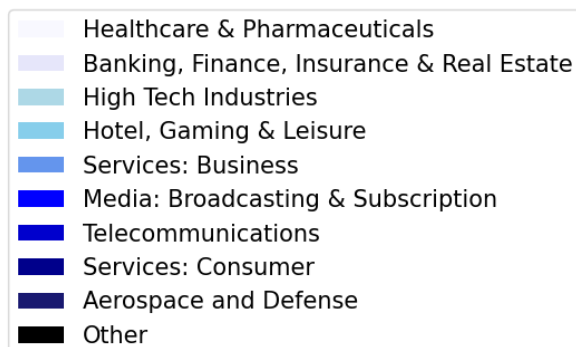 Healthcare & Pharmaceuticals
Banking, Finance, Insurance & Real Estate
High Tech Industries
Hotel, Gaming & Leisure
Services: Business
Media: Broadcasting & Subscription
Telecommunications
Services: Consumer
Aerospace and Defense
Other